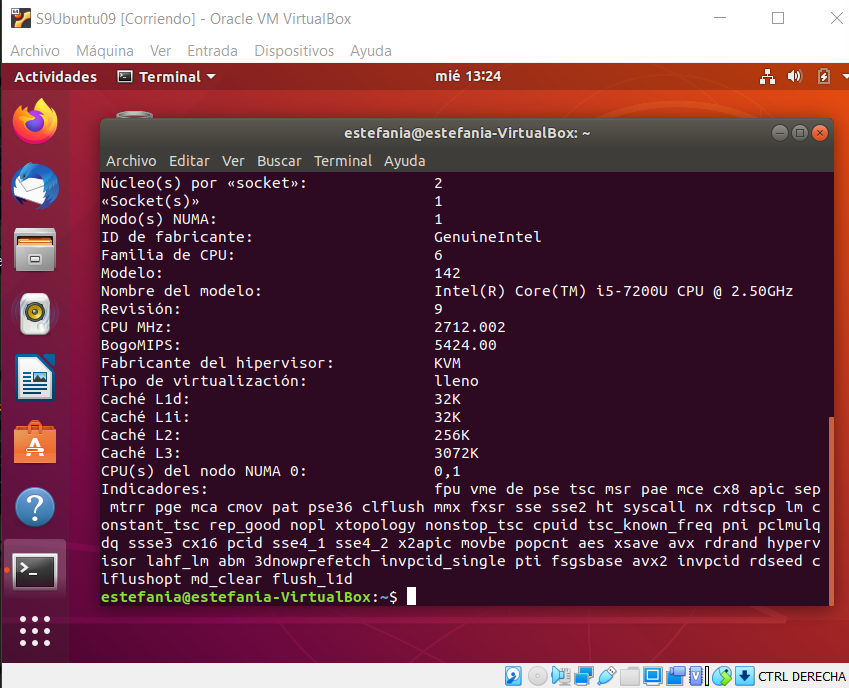 S9Ubuntu09 [Corriendo] - Oracle VM VirtualBox
Archivo Máquina Ver Entrada Dispositivos Ayuda
Actividades Terminal mié 13:24
estefania@estefania-VirtualBox: ~
Archivo Editar Ver Buscar Terminal Ayuda
Núcleo(s) por «socket»: 2
«Socket(s)» 1
Modo(s) NUMA: 1
ID de fabricante: GenuineIntel
Familia de CPU: 6
Modelo: 142
Nombre del modelo: Intel(R) Core(TM) i5-7200U CPU @ 2.50GHz
Revisión: 9
CPU MHz: 2712.002
BogoMIPS: 5424.00
Fabricante del hipervisor: KVM
Tipo de virtualización: lleno
Caché L1d: 32K
Caché L1i: 32K
Caché L2: 256K
Caché L3: 3072K
CPU(s) del nodo NUMA 0: 0,1
Indicadores: fpu vme de pse tsc msr pae mce cx8 apic sep
mtrr pge mca cmov pat pse36 clflush mmx fxsr sse sse2 ht syscall nx rdtscp lm c
onstant_tsc rep_good nopl xtopology nonstop_tsc cpuid tsc_known_freq pni pclmulq
dq ssse3 cx16 pcid sse4_1 sse4_2 x2apic movbe popcnt aes xsave avx rdrand hyperv
isor lahf_lm abm 3dnowprefetch invpcid_single pti fsgsbase avx2 invpcid rdseed c
lflushopt md_clear flush_l1d
estefania@estefania-VirtualBox:~$
CTRL DERECHA